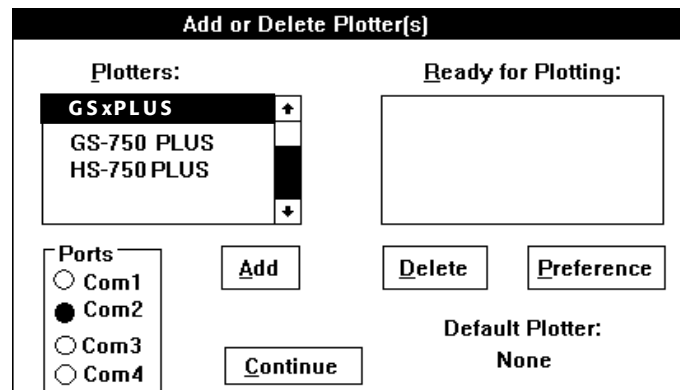 Add or Delete Plotter(s)
Plotters:
Ready for Plotting:
GSxPLUS
GS-750 PLUS
HS-750 PLUS
Ports
Com1
Com2
Com3
Com4
Add
Delete
Preference
Continue
Default Plotter:
None